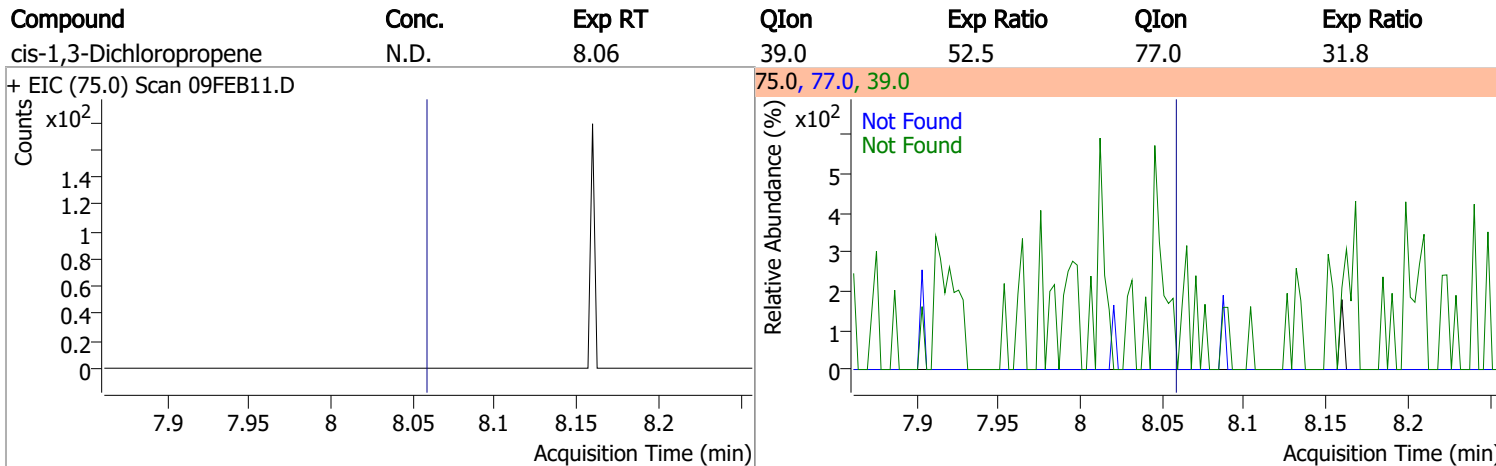 Compound Conc. Exp RT QIon Exp Ratio QIon Exp Ratio
cis-1,3-Dichloropropene N.D. 8.06 39.0 52.5 77.0 31.8
+ EIC (75.0) Scan 09FEB11.D
Counts
x10²
1.4
1.2
1
0.8
0.6
0.4
0.2
0
7.9 7.95 8 8.05 8.1 8.15 8.2
Acquisition Time (min)
75.0, 77.0, 39.0
Relative Abundance (%)
x10²
Not Found
Not Found
5
4
3
2
1
0
7.9 7.95 8 8.05 8.1 8.15 8.2
Acquisition Time (min)